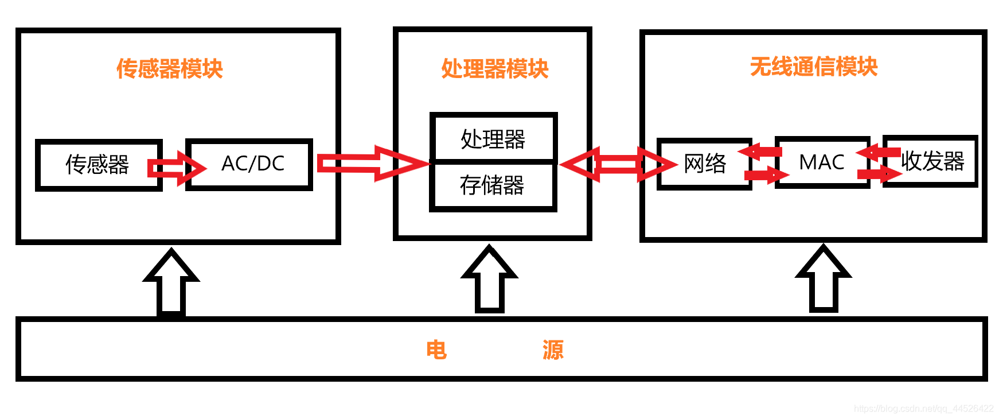 传感器模块
处理器模块
无线通信模块
传感器
AC/DC
处理器
存储器
网络
MAC
收发器
电 源
https://blog.csdn.net/qq_44526422